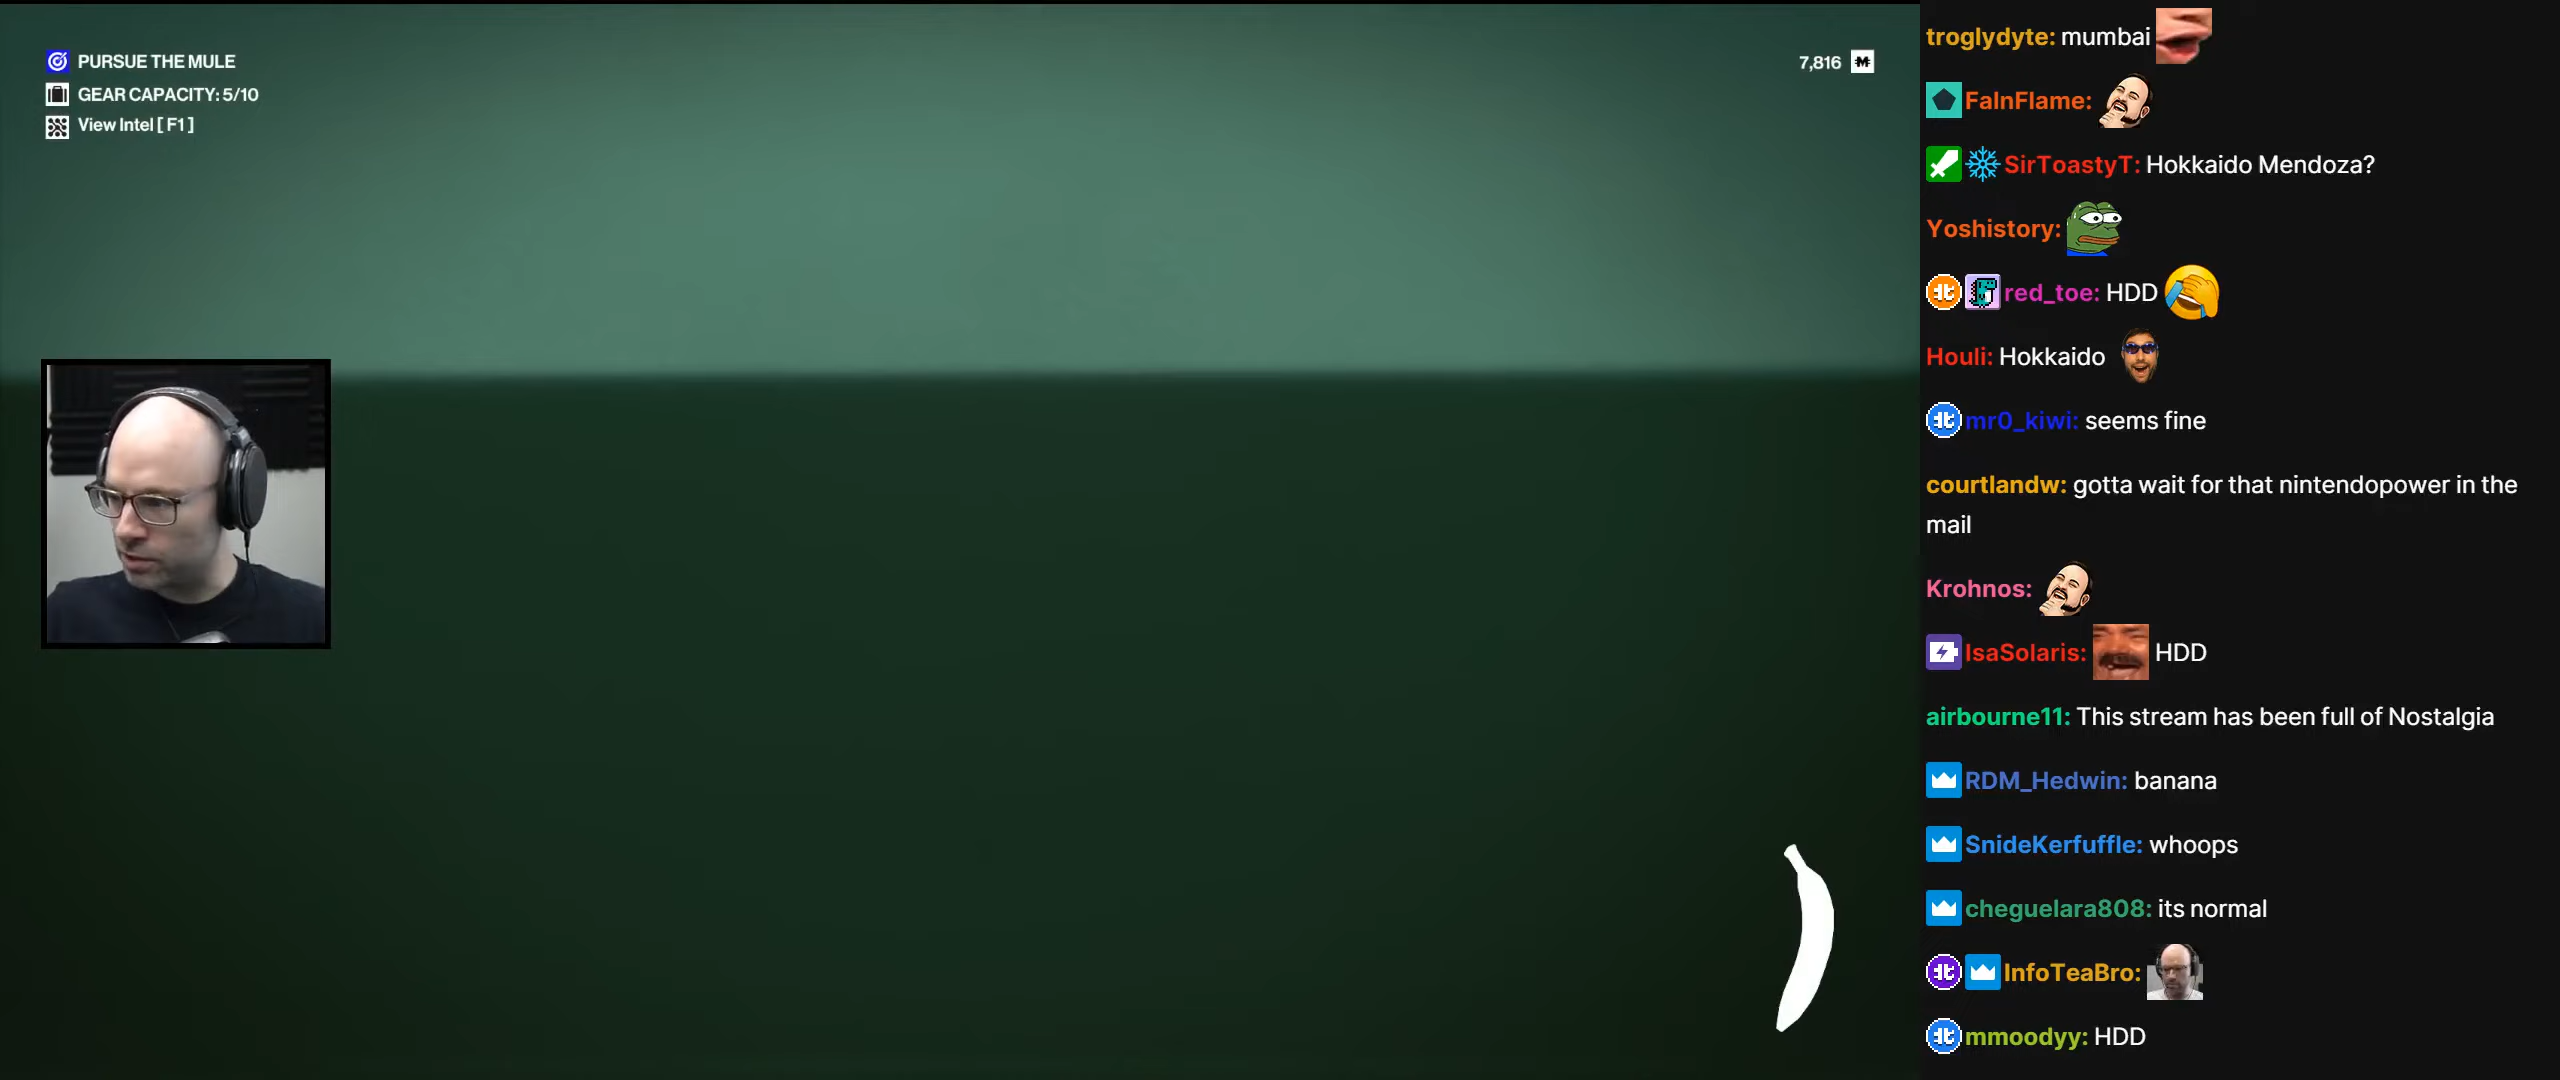 PURSUE THE MULE
GEAR CAPACITY: 5/10
View Intel [ F1 ]
7,816
troglydyte: mumbai
FalnFlame:
SirToastyT: Hokkaido Mendoza?
Yoshistory:
red_toe: HDD
Houli: Hokkaido
mr0_kiwi: seems fine
courtlandw: gotta wait for that nintendopower in the
mail
Krohnos:
IsaSolaris: HDD
airbourne11: This stream has been full of Nostalgia
RDM_Hedwin: banana
SnideKerfuffle: whoops
cheguelara808: its normal
InfoTeaBro:
mmoodyy: HDD